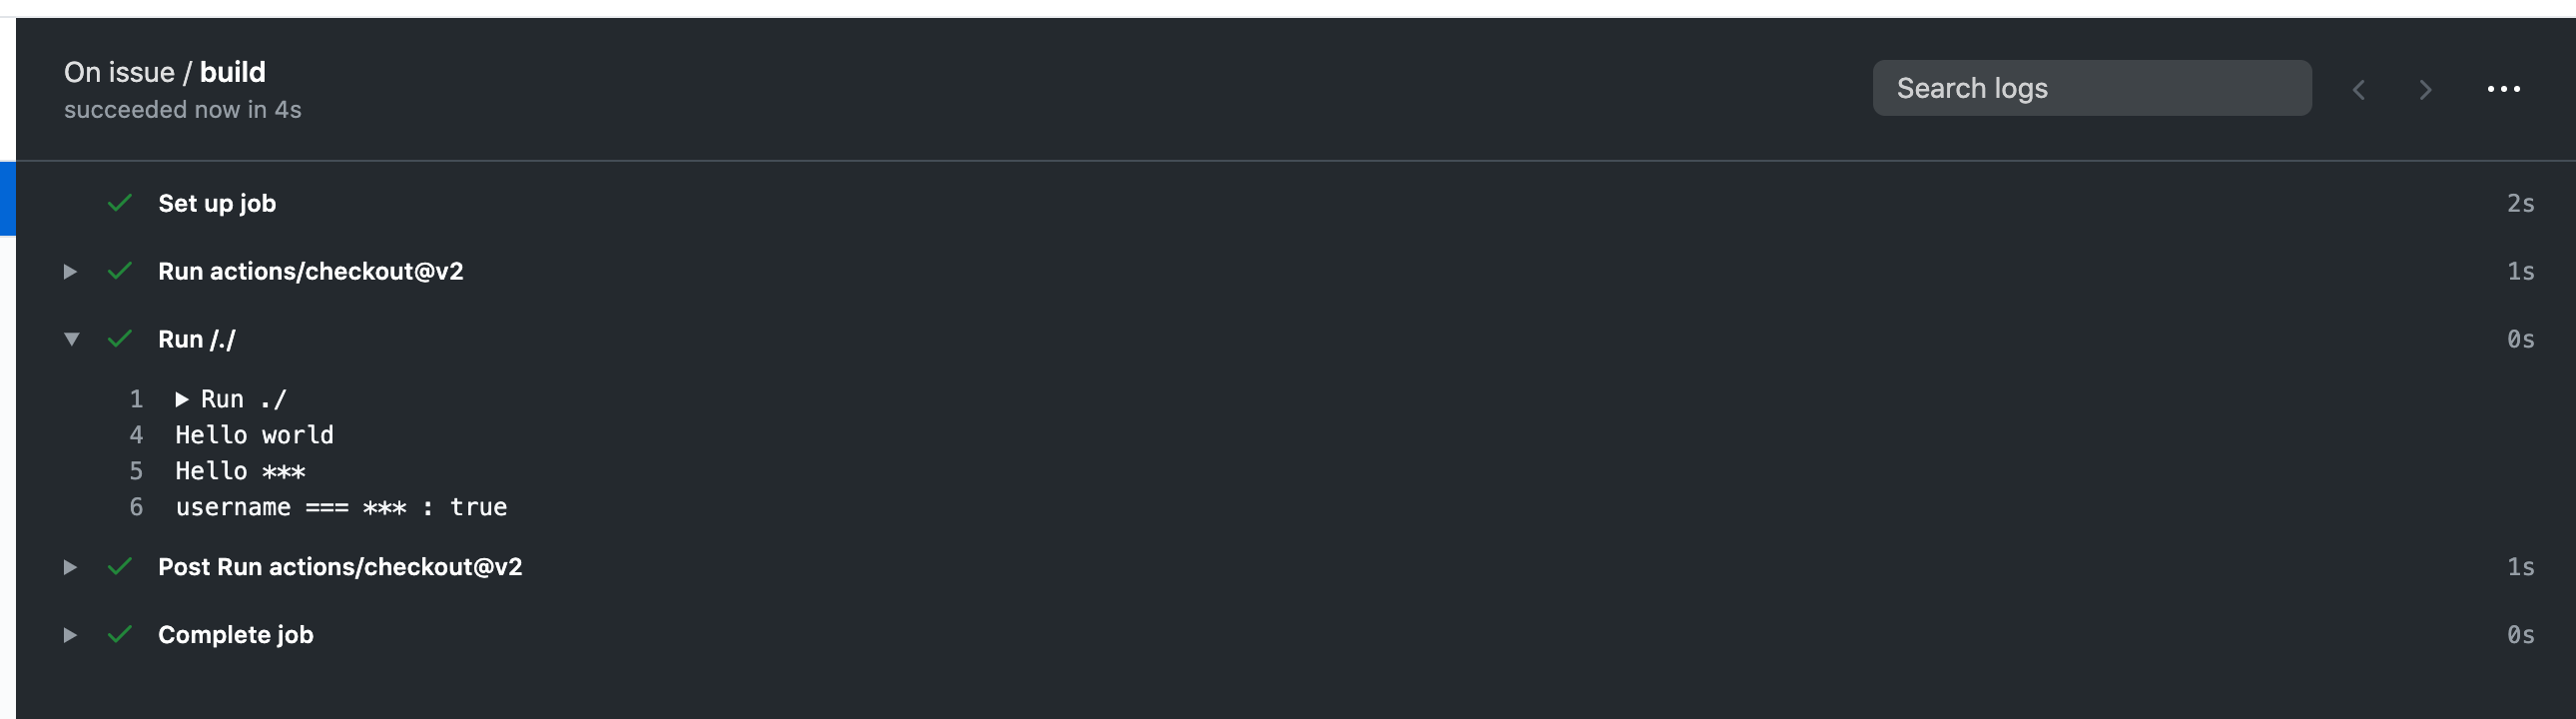 On issue / build
succeeded now in 4s
Search logs
Set up job 2s
Run actions/checkout@v2 1s
Run /./ 0s
1 Run ./
4 Hello world
5 Hello ***
6 username === *** : true
Post Run actions/checkout@v2 1s
Complete job 0s